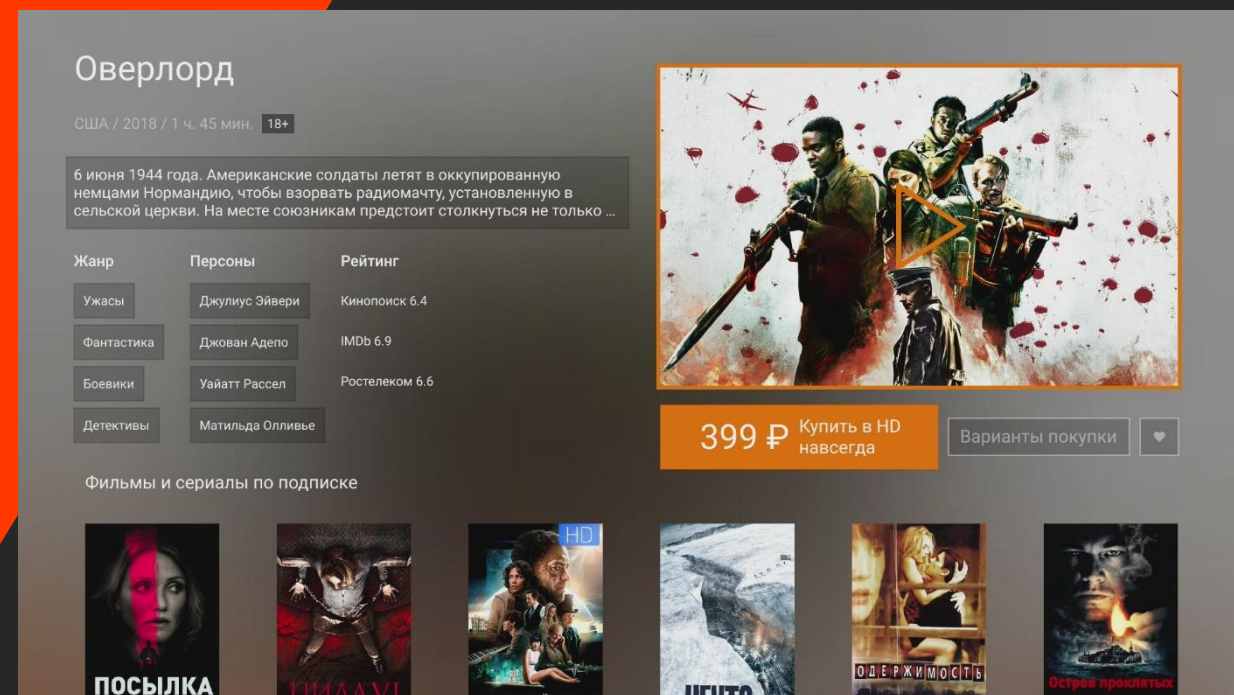 Оверлорд
США / 2018 / 1 ч. 45 мин. 18+
6 июня 1944 года. Американские солдаты летят в оккупированную
немцами Нормандию, чтобы взорвать радиомачту, установленную в
сельской церкви. На месте союзникам предстоит столкнуться не только ...
Жанр
Ужасы
Фантастика
Боевики
Детективы
Персоны
Джулиус Эйвери
Джован Адепо
Уайатт Рассел
Матильда Олливье
Рейтинг
Кинопоиск 6.4
IMDb 6.9
Ростелеком 6.6
399 ₽ Купить в HD
навсегда
Варианты покупки
Фильмы и сериалы по подписке
ПОСЫЛКА
HD
НЕЧТО
ОДЕРЖИМОСТЬ
Остров проклятых